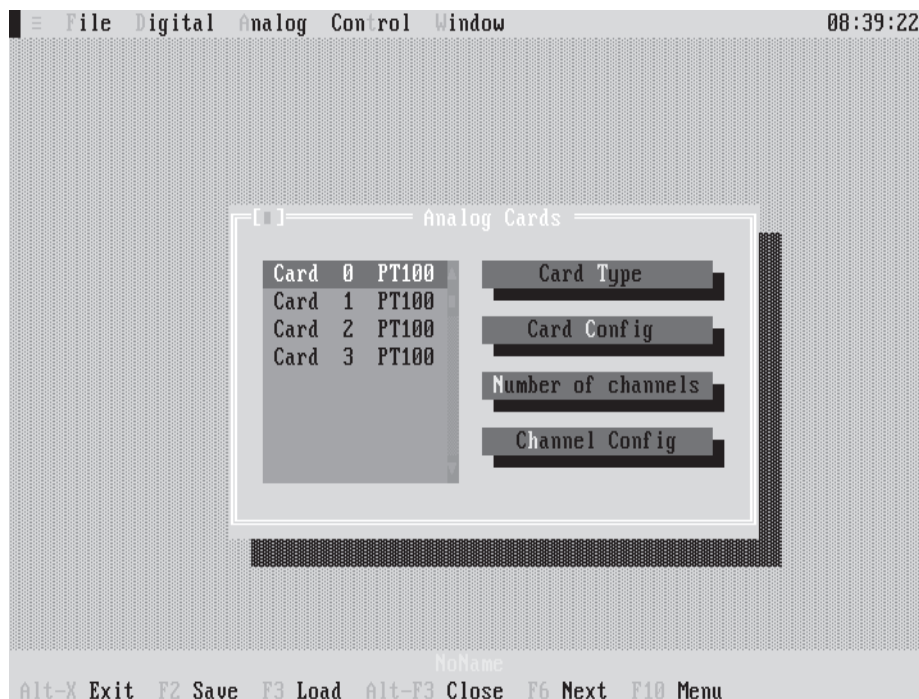 ≡ File Digital Analog Control Window 08:39:22
[■] Analog Cards
Card 0 PT100
Card 1 PT100
Card 2 PT100
Card 3 PT100
Card Type
Card Config
Number of channels
Channel Config
NoName
Alt-X Exit F2 Save F3 Load Alt-F3 Close F6 Next F10 Menu